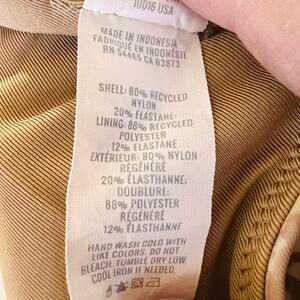 10D16 USA
MADE IN INDONESIA
FABRIQUÉ EN INDONÉSIE
RN 54485 CA 03873
SHELL: 80% RECYCLED
NYLON
20% ELASTANE:
LINING: 88% RECYCLED
POLYESTER
12% ELASTANE
EXTÉRIEUR: 80% NYLON
RÉGÉNÉRÉ
20% ÉLASTHANNE;
DOUBLURE:
88% POLYESTER
RÉGÉNÉRÉ
12% ÉLASTHANNE
HAND WASH COLD WITH
LIKE COLORS. DO NOT
BLEACH. TUMBLE DRY LOW.
COOL IRON IF NEEDED.